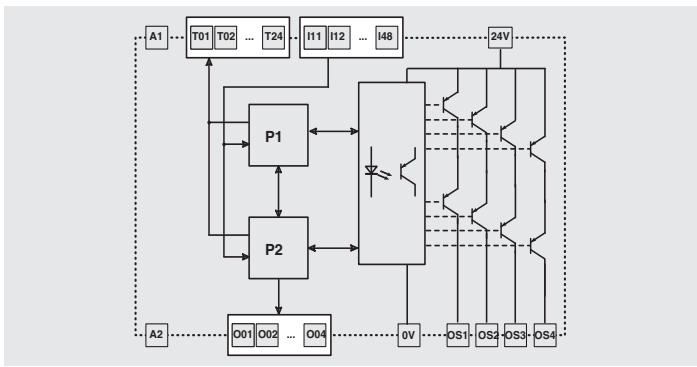 A1 T01 T02 ... T24 I11 I12 ... I48 24V
P1
P2
A2 O01 O02 ... O04 0V OS1 OS2 OS3 OS4